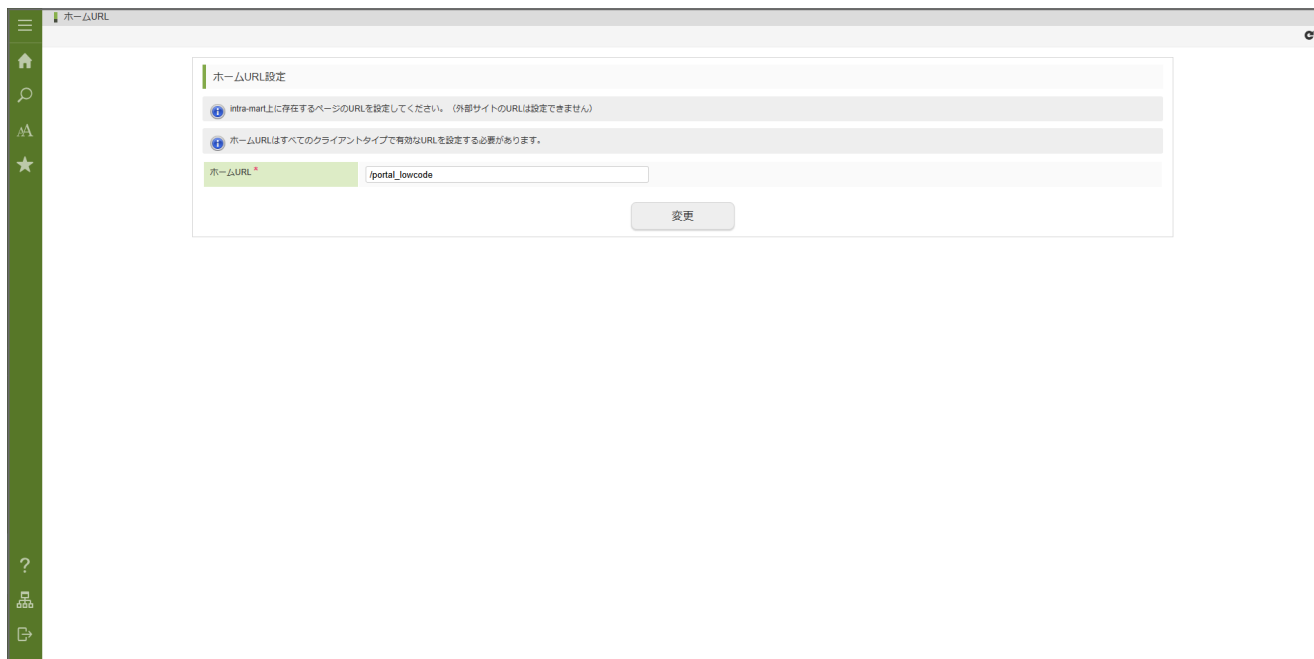 ホームURL
ホームURL設定
intra-mart上に存在するページのURLを設定してください。（外部サイトのURLは設定できません）
ホームURLはすべてのクライアントタイプで有効なURLを設定する必要があります。
ホームURL * /portal_lowcode
変更